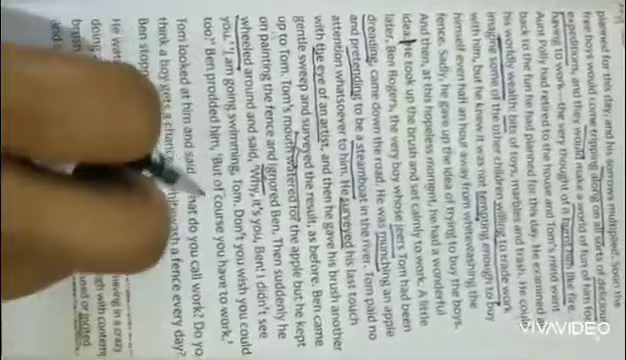 planned for this day, and his sorrows multiplied. Soon the
free boys would come tripping along on all sorts of delicious
expeditions, and they would make a world of fun of him for
having to work—the very thought of it burnt him like fire.
Aunt Polly had retired to the house and Tom's mind went
back to the fun he had planned for this day. He examined
his worldly wealth: bits of toys, marbles and trash. He could
imagine some of the other children willing to trade work
with him, but he knew it was not tempting enough to buy
himself even half an hour away from whitewashing the
fence. Sadly, he gave up the idea of trying to buy the boys.
And then, at this hopeless moment, he had a wonderful
idea. He took up the brush and set calmly to work. A little
later, Ben Rogers, the very boy whose jeers Tom had been
dreading, came down the road. He was munching an apple
and pretending to be a steamboat in the river. Tom paid no
attention whatsoever to him. He surveyed his last touch
with the eye of an artist, and then he gave his brush another
gentle sweep and surveyed the result, as before. Ben came
up to Tom. Tom's mouth watered for the apple but he kept
on painting the fence and ignored Ben. Then suddenly he
wheeled around and said, 'Why, it's you, Ben! I didn't see
you.' 'I am going swimming, Tom. Don't you wish you could
too?' Ben prodded him, 'But of course you have to work.'
Tom looked at him and said, do you call work? Do
think a boy gets a chance whitewash a fence every day?
Ben stopp
He wat
doing in a crazy
brush with
and s
VIVAVIDEO